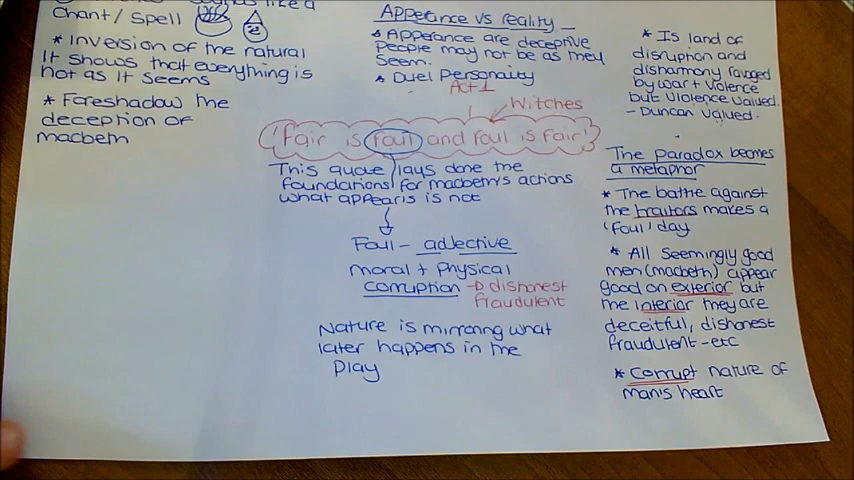 like a
Chant/ Spell
* Inversion of the natural
It shows that everything is
not as it seems
* Foreshadow the
deception of
macbeth
Apperance vs reality
* Apperance are deceptive
People may not be as they
seem.
* Duel Personality
Act 1
Witches
'Fair is foul and foul is fair'
This quote lays done the
foundations for macbeth's actions
what appears is not
Foul - adjective
moral + physical
corruption → dishonest
fraudulent
Nature is mirroring what
later happens in the
Play
* Is land of
disruption and
disharmony ravaged
by war + violence
but violence valued.
- Duncan valued.
The paradox becomes
a metaphor
* The battle against
the traitors makes a
'foul' day
* All seemingly good
men (macbeth) appear
good on exterior but
the interior they are
deceitful, dishonest
fraudulent - etc
* Corrupt nature of
man's heart